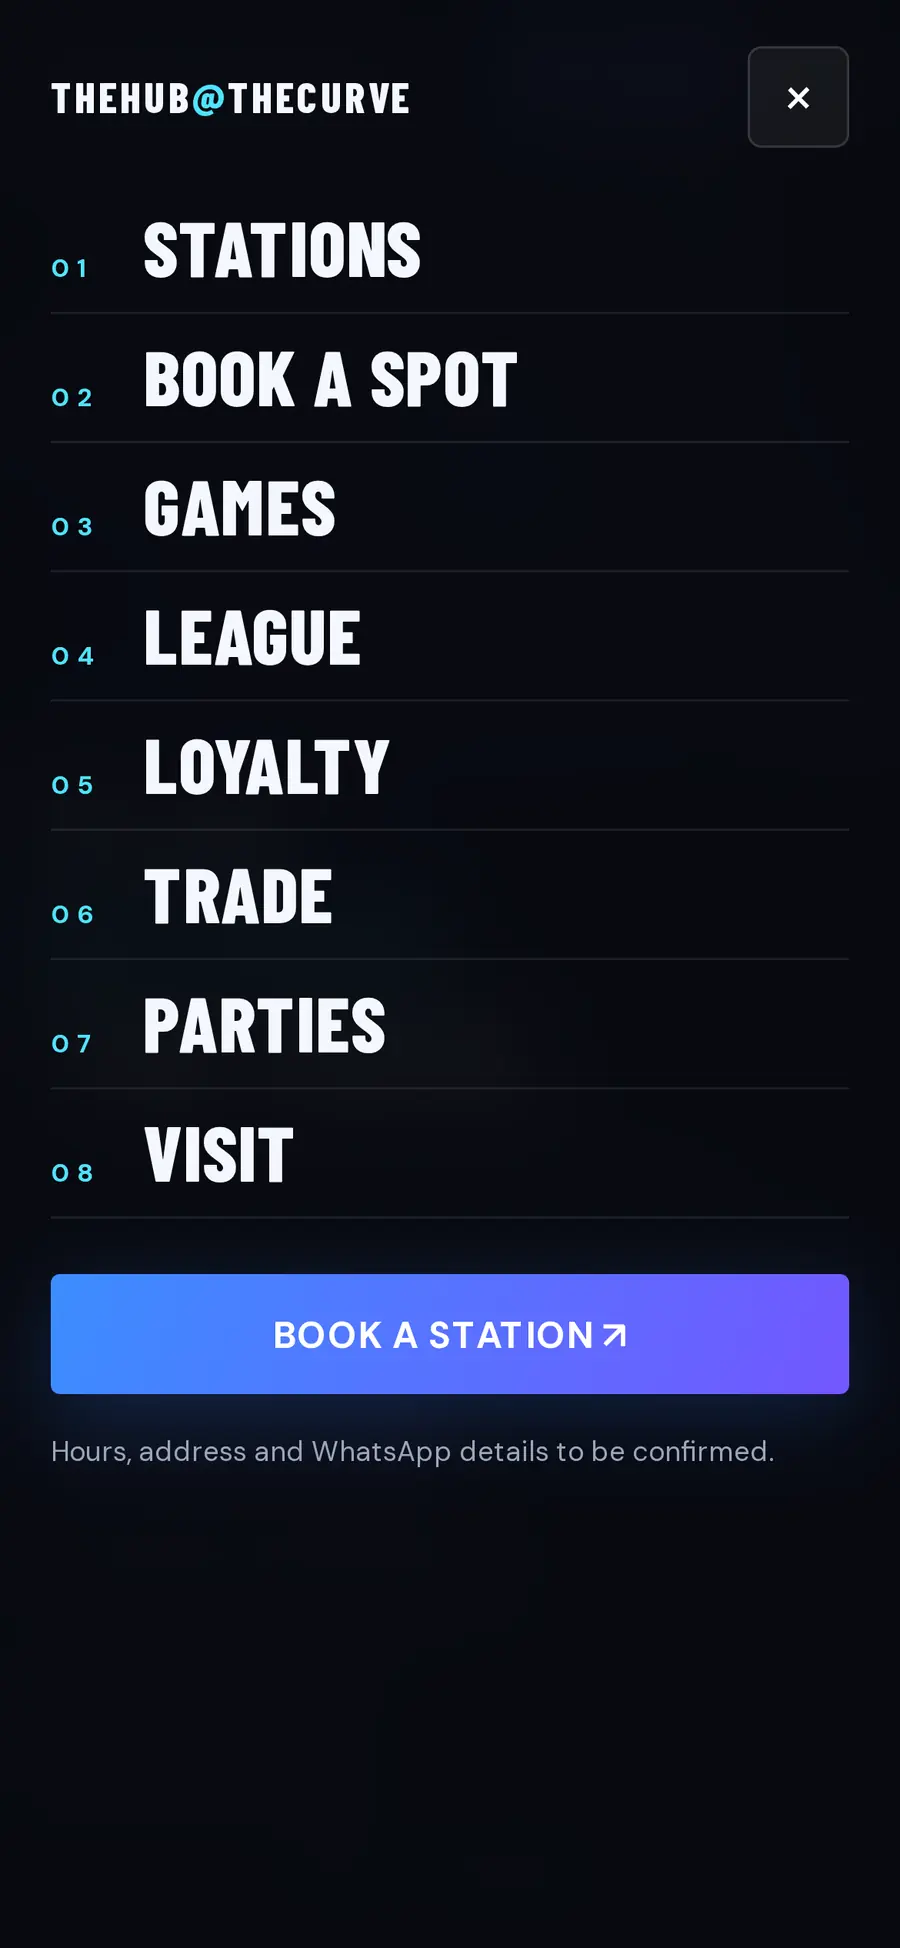 THEHUB@THECURVE
01 STATIONS
02 BOOK A SPOT
03 GAMES
04 LEAGUE
05 LOYALTY
06 TRADE
07 PARTIES
08 VISIT
BOOK A STATION
Hours, address and WhatsApp details to be confirmed.